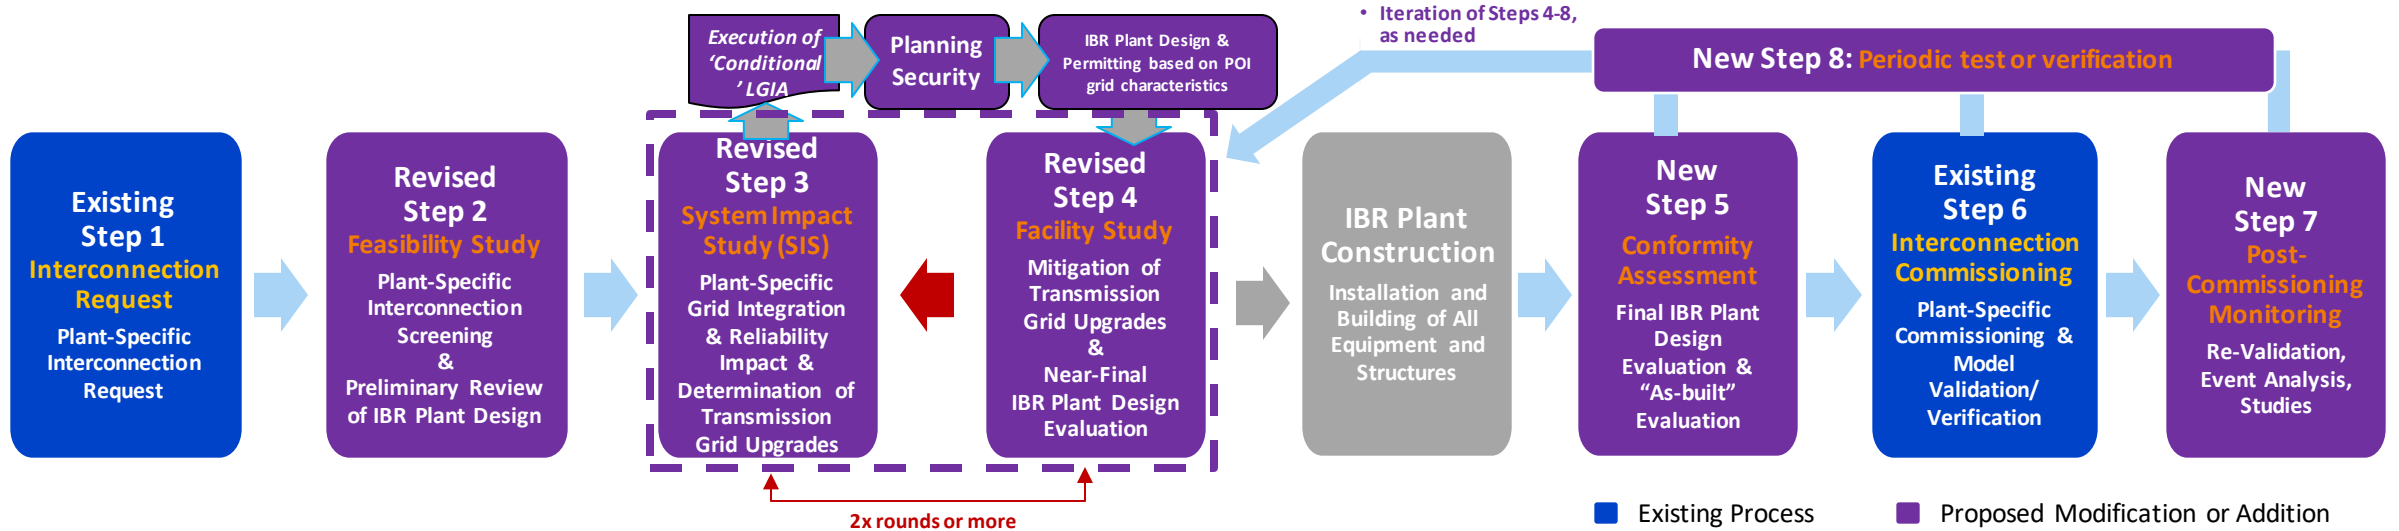 Execution of
‘Conditional
’ LGIA
Planning
Security
IBR Plant Design &
Permitting based on POI
grid characteristics
• Iteration of Steps 4-8,
as needed
New Step 8: Periodic test or verification
Existing
Step 1
Interconnection
Request
Plant-Specific
Interconnection
Request
Revised
Step 2
Feasibility Study
Plant-Specific
Interconnection
Screening
&
Preliminary Review
of IBR Plant Design
Revised
Step 3
System Impact
Study (SIS)
Plant-Specific
Grid Integration
& Reliability
Impact &
Determination of
Transmission
Grid Upgrades
Revised
Step 4
Facility Study
Mitigation of
Transmission
Grid Upgrades
&
Near-Final
IBR Plant Design
Evaluation
2x rounds or more
IBR Plant
Construction
Installation and
Building of All
Equipment and
Structures
New
Step 5
Conformity
Assessment
Final IBR Plant
Design
Evaluation &
“As-built”
Evaluation
Existing
Step 6
Interconnection
Commissioning
Plant-Specific
Commissioning &
Model
Validation/
Verification
New
Step 7
Post-
Commissioning
Monitoring
Re-Validation,
Event Analysis,
Studies
Existing Process
Proposed Modification or Addition